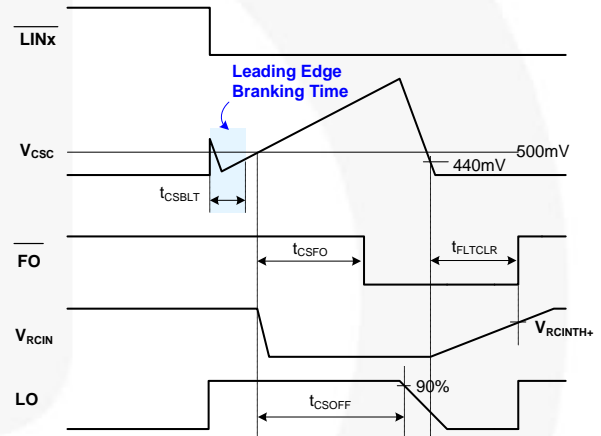 LINx
Leading Edge
Branking Time
VCSC
500mV
440mV
tCSBLT
FO
tCSFO
tFLTCLR
VRCIN
VRCINTH+
LO
90%
tCSOFF